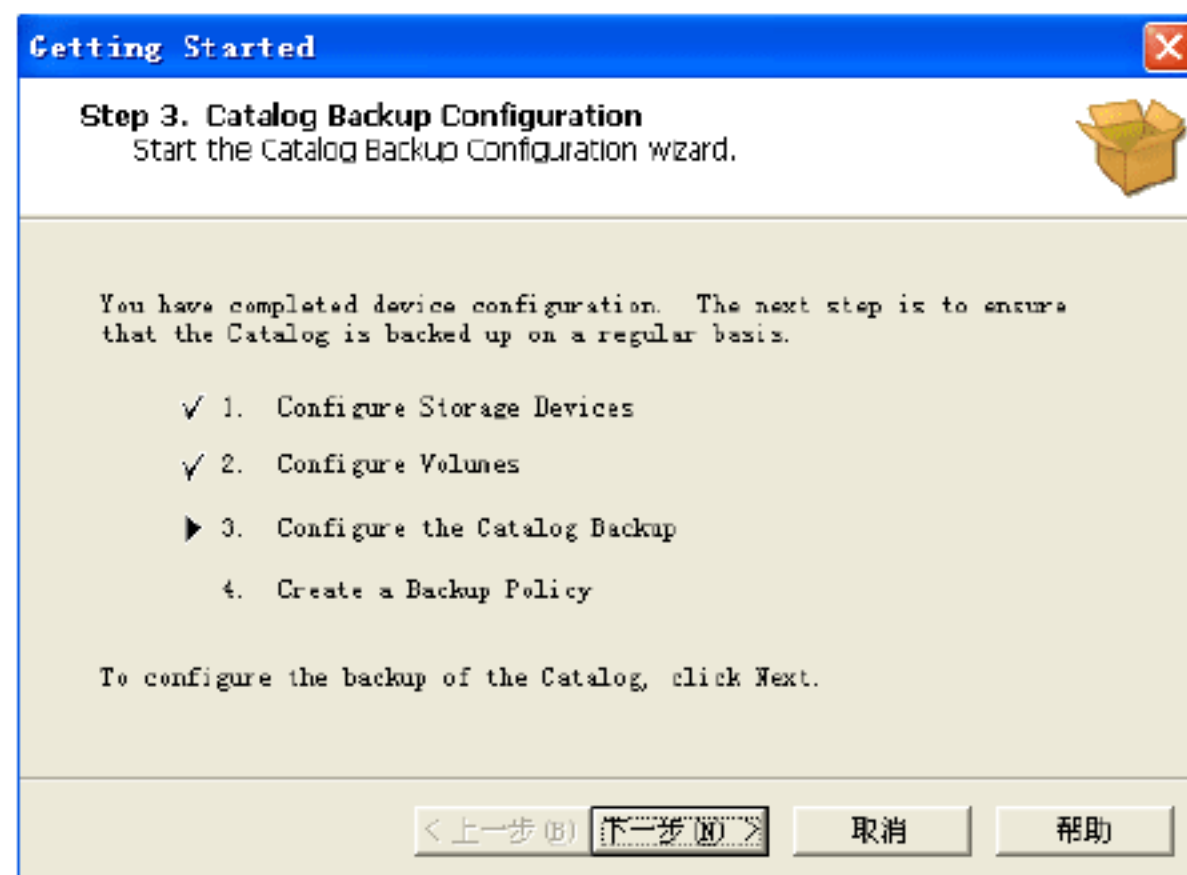 Getting Started
Step 3. Catalog Backup Configuration
Start the Catalog Backup Configuration wizard.
You have completed device configuration. The next step is to ensure
that the Catalog is backed up on a regular basis.
1. Configure Storage Devices
2. Configure Volumes
3. Configure the Catalog Backup
4. Create a Backup Policy
To configure the backup of the Catalog, click Next.
< 上一步(B) 下一步(N) > 取消 帮助